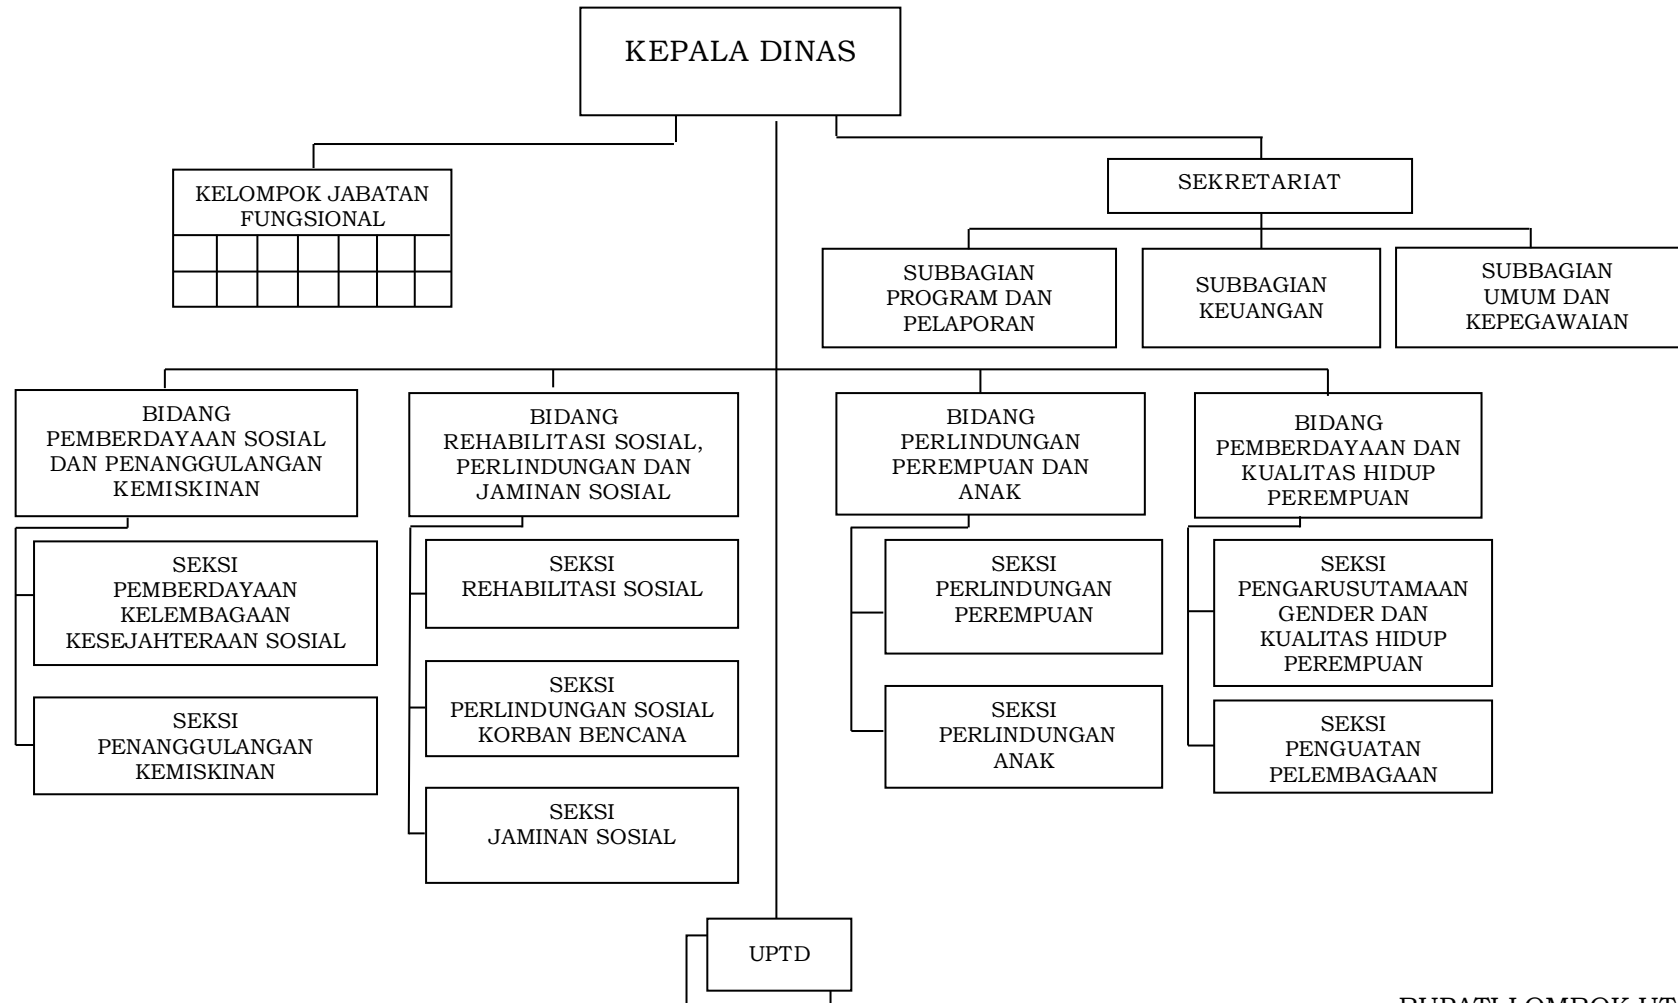 KEPALA DINAS
KELOMPOK JABATAN
FUNGSIONAL
SEKRETARIAT
SUBBAGIAN
PROGRAM DAN
PELAPORAN
SUBBAGIAN
KEUANGAN
SUBBAGIAN
UMUM DAN
KEPEGAWAIAN
BIDANG
PEMBERDAYAAN SOSIAL
DAN PENANGGULANGAN
KEMISKINAN
BIDANG
REHABILITASI SOSIAL,
PERLINDUNGAN DAN
JAMINAN SOSIAL
BIDANG
PERLINDUNGAN
PEREMPUAN DAN
ANAK
BIDANG
PEMBERDAYAAN DAN
KUALITAS HIDUP
PEREMPUAN
SEKSI
PEMBERDAYAAN
KELEMBAGAAN
KESEJAHTERAAN SOSIAL
SEKSI
PENANGGULANGAN
KEMISKINAN
SEKSI
REHABILITASI SOSIAL
SEKSI
PERLINDUNGAN SOSIAL
KORBAN BENCANA
SEKSI
JAMINAN SOSIAL
SEKSI
PERLINDUNGAN
PEREMPUAN
SEKSI
PERLINDUNGAN
ANAK
SEKSI
PENGARUSUTAMAAN
GENDER DAN
KUALITAS HIDUP
PEREMPUAN
SEKSI
PENGUATAN
PELEMBAGAAN
UPTD
BUPATI LOMBOK UT